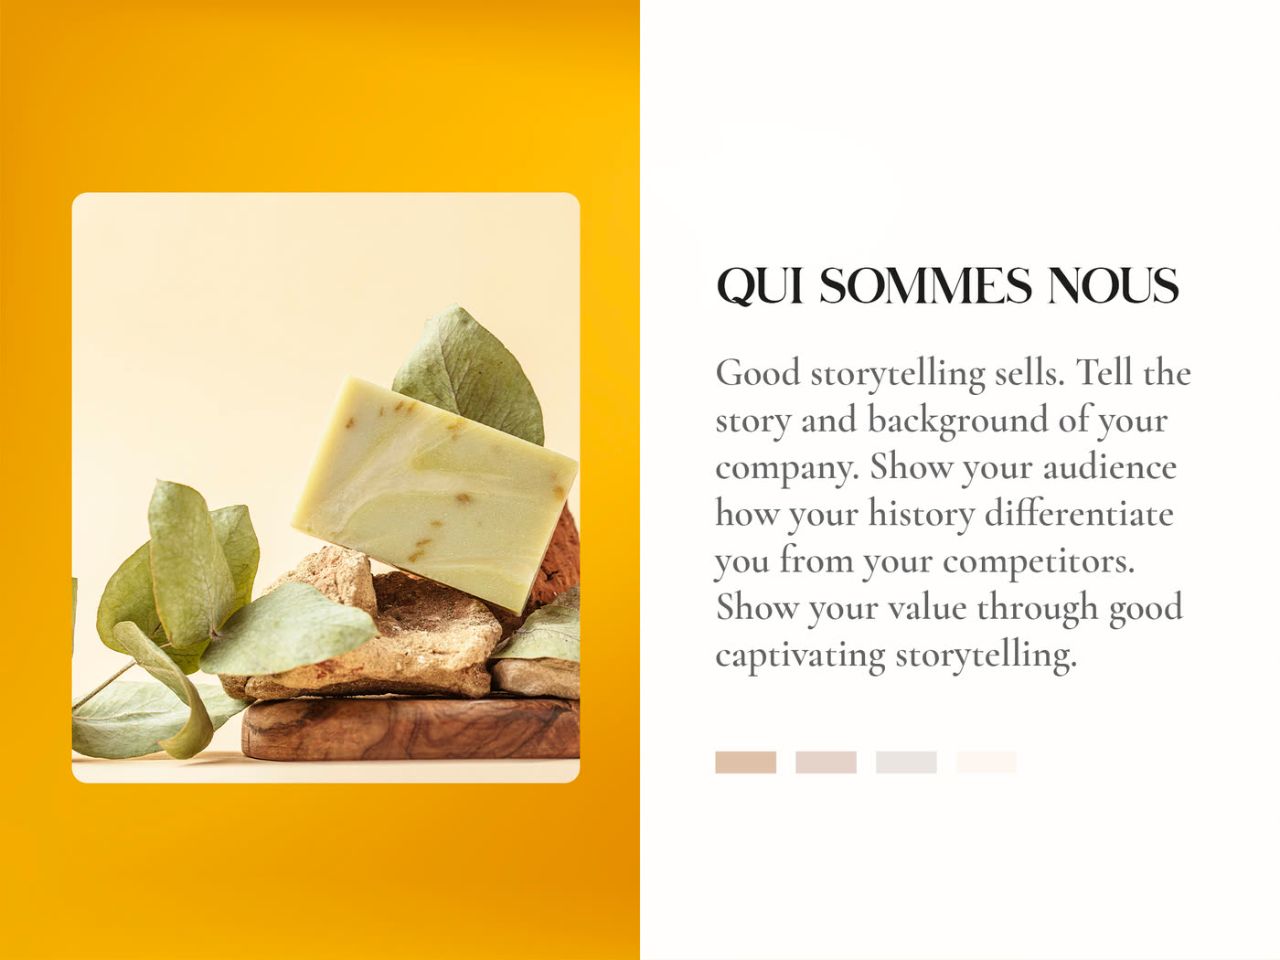 QUI SOMMES NOUS
Good storytelling sells. Tell the
story and background of your
company. Show your audience
how your history differentiate
you from your competitors.
Show your value through good
captivating storytelling.